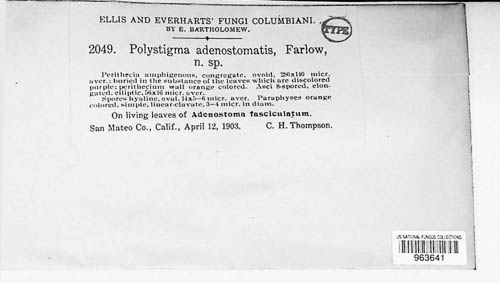 ELLIS AND EVERHARTS' FUNGI COLUMBIANI.
BY E. BARTHOLOMEW.
TYPE
2049. Polystigma adenostomatis, Farlow,
n. sp.
Perithecia amphigenous, congregate, ovoid, 280x140 micr.
aver.; buried in the substance of the leaves which are discolored
purple; perithecium wall orange colored. Asci 8-spored, elon-
gated, elliptic, 56x16 micr. aver.
Spores hyaline, oval, 14x5—6 micr. aver. Paraphyses orange
colored, simple, linear-clavate, 3—4 micr. in diam.
On living leaves of Adenostoma fasciculatum.
San Mateo Co., Calif., April 12, 1903. C. H. Thompson.
US NATIONAL FUNGUS COLLECTIONS
963641